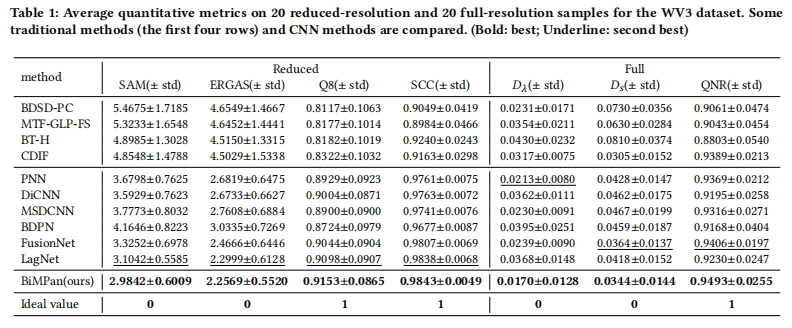 Table 1: Average quantitative metrics on 20 reduced-resolution and 20 full-resolution samples for the WV3 dataset. Some
traditional methods (the first four rows) and CNN methods are compared. (Bold: best; Underline: second best)
method Reduced Full
SAM(± std) ERGAS(± std) Q8(± std) SCC(± std) Dλ(± std) Ds(± std) QNR(± std)
BDSD-PC 5.4675±1.7185 4.6549±1.4667 0.8117±0.1063 0.9049±0.0419 0.0231±0.0171 0.0730±0.0356 0.9061±0.0474
MTF-GLP-FS 5.3233±1.6548 4.6452±1.4441 0.8177±0.1014 0.8984±0.0466 0.0354±0.0211 0.0630±0.0284 0.9043±0.0454
BT-H 4.8985±1.3028 4.5150±1.3315 0.8182±0.1019 0.9240±0.0243 0.0430±0.0232 0.0810±0.0374 0.8803±0.0540
CDIF 4.8548±1.4788 4.5029±1.5338 0.8322±0.1032 0.9163±0.0298 0.0317±0.0075 0.0305±0.0152 0.9389±0.0213
PNN 3.6798±0.7625 2.6819±0.6475 0.8929±0.0923 0.9761±0.0075 0.0213±0.0080 0.0428±0.0147 0.9369±0.0212
DiCNN 3.5929±0.7623 2.6733±0.6627 0.9004±0.0871 0.9763±0.0072 0.0362±0.0111 0.0462±0.0175 0.9195±0.0258
MSDCNN 3.7773±0.8032 2.7608±0.6884 0.8900±0.0900 0.9741±0.0076 0.0230±0.0091 0.0467±0.0199 0.9316±0.0271
BDPN 4.1646±0.8223 3.0335±0.7269 0.8724±0.0979 0.9677±0.0087 0.0395±0.0251 0.0459±0.0187 0.9168±0.0404
FusionNet 3.3252±0.6978 2.4666±0.6446 0.9044±0.0904 0.9807±0.0069 0.0239±0.0090 0.0364±0.0137 0.9406±0.0197
LagNet 3.1042±0.5585 2.2999±0.6128 0.9098±0.0907 0.9838±0.0068 0.0368±0.0148 0.0418±0.0152 0.9230±0.0247
BiMPan(ours) 2.9842±0.6009 2.2569±0.5520 0.9153±0.0865 0.9843±0.0049 0.0170±0.0128 0.0344±0.0144 0.9493±0.0255
Ideal value 0 0 1 1 0 0 1